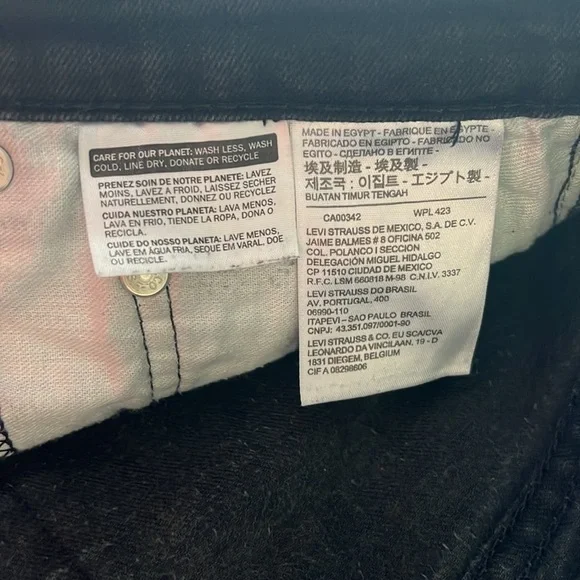 CARE FOR OUR PLANET: WASH LESS, WASH
COLD, LINE DRY, DONATE OR RECYCLE
PRENEZ SOIN DE NOTRE PLANETE: LAVEZ
MOINS, LAVEZ A FROID, LAISSEZ SECHER
NATURELLEMENT, DONNEZ OU RECYCLEZ
CUIDA NUESTRO PLANETA: LAVA MENOS,
LAVA EN FRIO, TIENDE LA ROPA, DONA O
RECICLA.
CUIDE DO NOSSO PLANETA: LAVE MENOS,
LAVE EM ÁGUA FRIA, SEQUE EM VARAL, DOE
OU RECICLE.
MADE IN EGYPT - FABRIQUE EN EGYPTE -
FABRICADO EN EGIPTO - FABRICADO NO
EGITO - СДЕЛАНО В ЕГИПТЕ -
埃及制造 - 埃及製 -
제조국 : 이집트 - エジプト製 -
BUATAN TIMUR TENGAH
CA00342 WPL 423
LEVI STRAUSS DE MEXICO, S.A. DE C.V.
JAIME BALMES # 8 OFICINA 502
COL. POLANCO I SECCION
DELEGACIÓN MIGUEL HIDALGO
CP 11510 CIUDAD DE MEXICO
R.F.C. LSM 660818 M-98 C.N.I.V. 3337
LEVI STRAUSS DO BRASIL
AV. PORTUGAL, 400
06990-110
ITAPEVI - SAO PAULO BRASIL
CNPJ: 43.351.097/0001-90
LEVI STRAUSS & CO. EU SCA/CVA
LEONARDO DA VINCILAAN. 19 - D
1831 DIEGEM, BELGIUM
CIF A 08298606